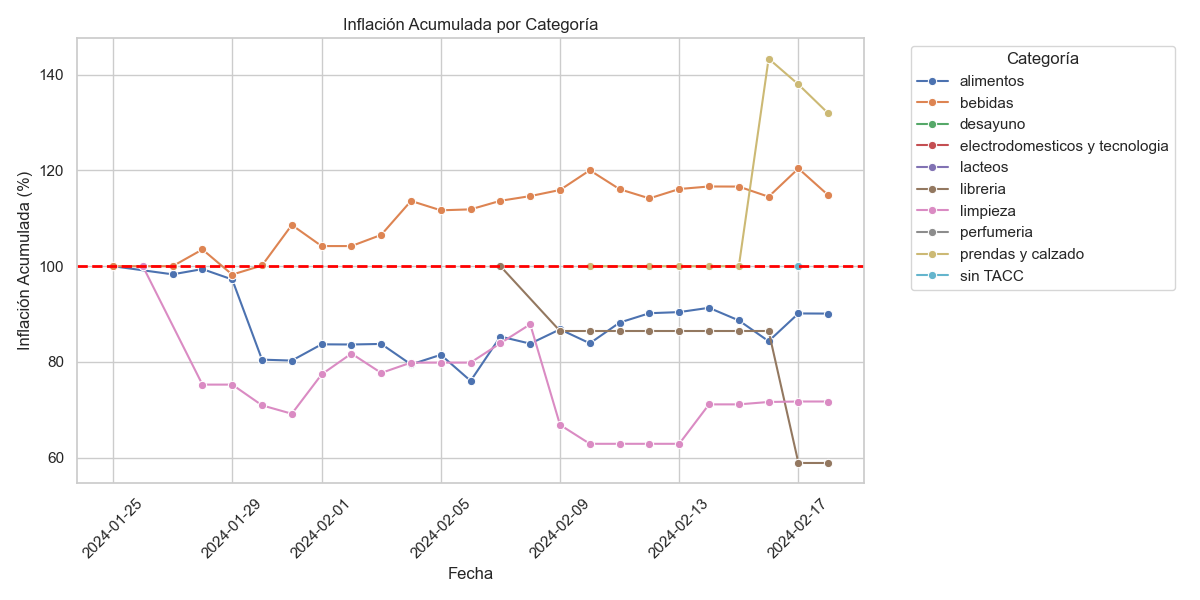 Inflación Acumulada por Categoría
Inflación Acumulada (%)
140
120
100
80
60
2024-01-25
2024-01-29
2024-02-01
2024-02-05
2024-02-09
2024-02-13
2024-02-17
Fecha
Categoría
alimentos
bebidas
desayuno
electrodomesticos y tecnologia
lacteos
libreria
limpieza
perfumeria
prendas y calzado
sin TACC